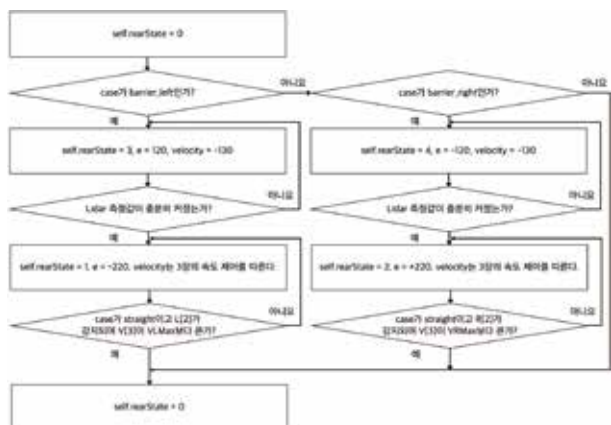 self.rearState = 0
아니요
아니요
case가 barrier_left인가?
case가 barrier_right인가?
예
예
self.rearState = 3, e = 120, velocity = -130
self.rearState = 4, e = -120, velocity = -130
아니요
아니요
Lidar 측정값이 충분히 커졌는가?
Lidar 측정값이 충분히 커졌는가?
예
예
self.rearState = 1, e = -220, velocity는 3장의 속도 제어를 따른다.
self.rearState = 2, e = +220, velocity는 3장의 속도 제어를 따른다.
아니요
아니요
case가 straight이고 L[2]가
감지되며 V[3]이 VLMax보다 큰가?
case가 straight이고 R[2]가
감지되며 V[3]이 VRMax보다 큰가?
예
예
self.rearState = 0